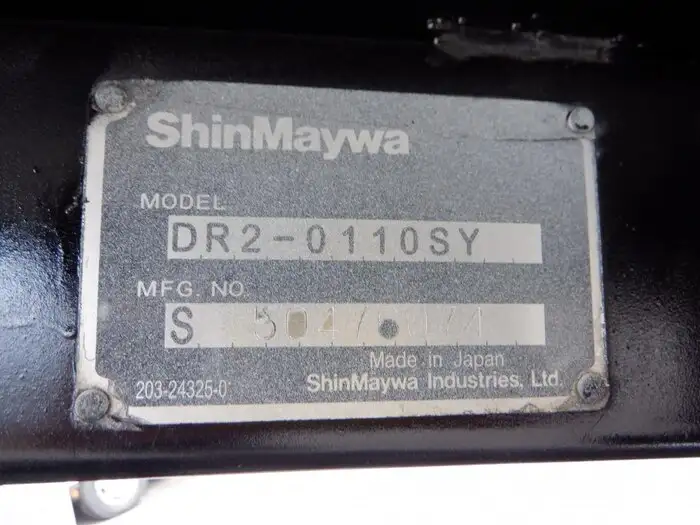 ShinMaywa
MODEL
DR2-0110SY
MFG. NO
S
Made in Japan
203-24325-0
ShinMaywa Industries, Ltd.